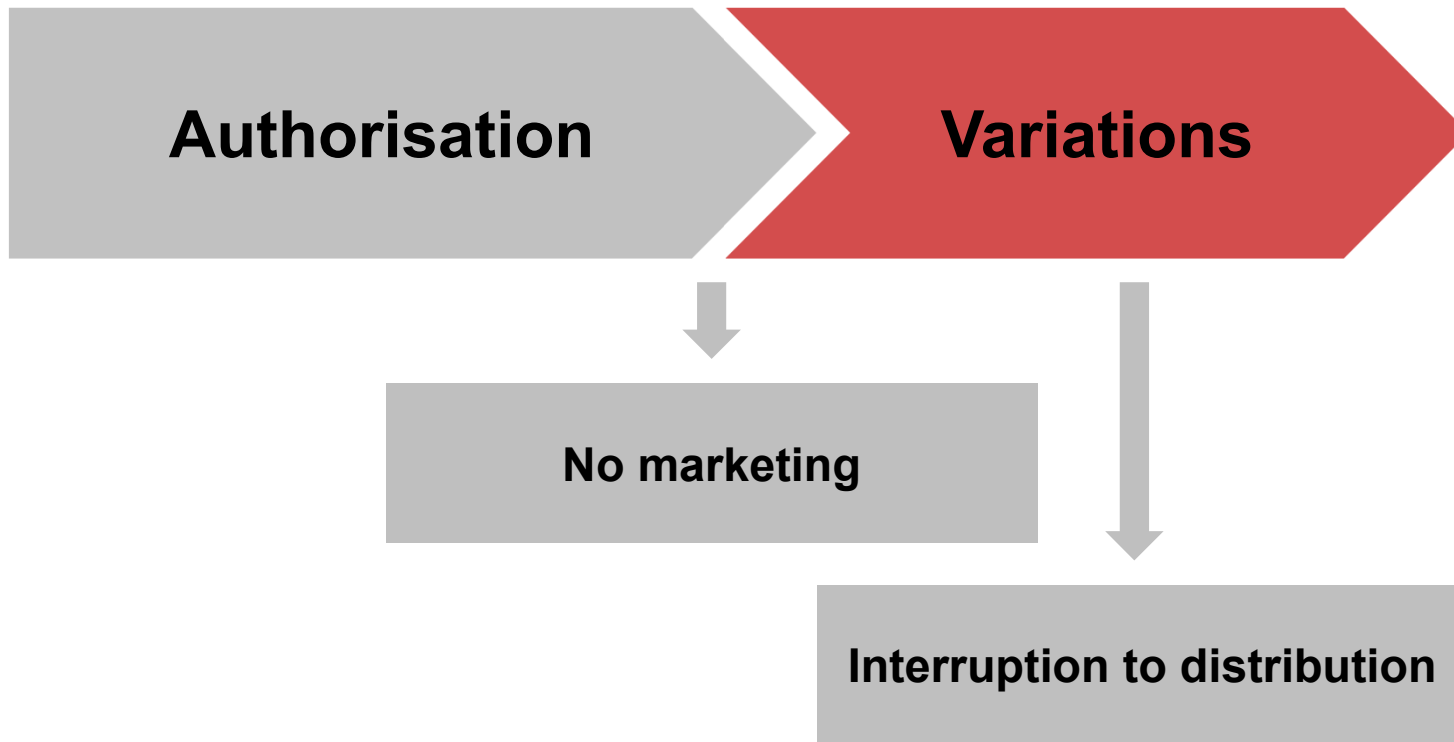 Authorisation
Variations
No marketing
Interruption to distribution